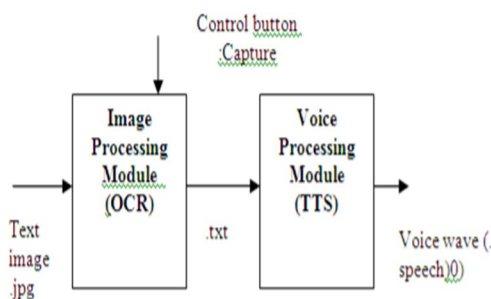 Control button
:Capture
Image
Processing
Module
(OCR)
Voice
Processing
Module
(TTS)
Text
image
.jpg
.txt
Voice wave (.
speech)0)